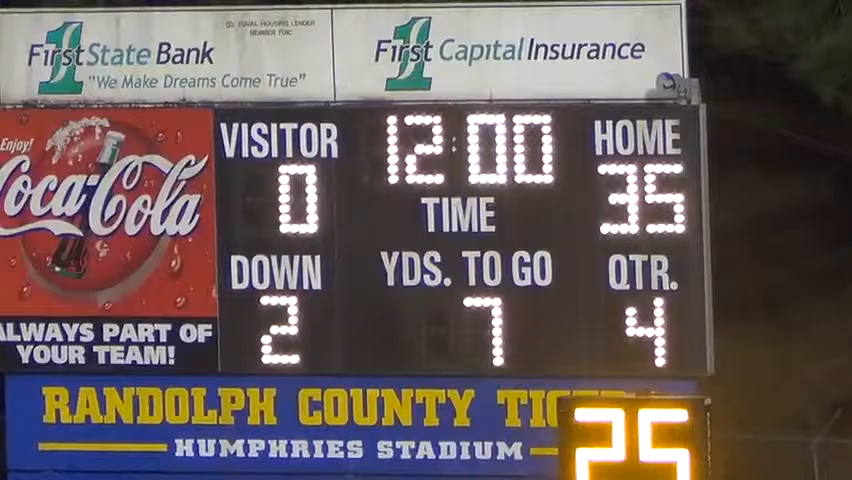 First State Bank
"We Make Dreams Come True"
EQUAL HOUSING LENDER
MEMBER FDIC
1
First Capital Insurance
1
Enjoy!
Coca-Cola
ALWAYS PART OF
YOUR TEAM!
VISITOR 12:00 HOME
0 TIME 35
DOWN YDS. TO GO QTR.
2 7 4
RANDOLPH COUNTY
HUMPHRIES STADIUM
25